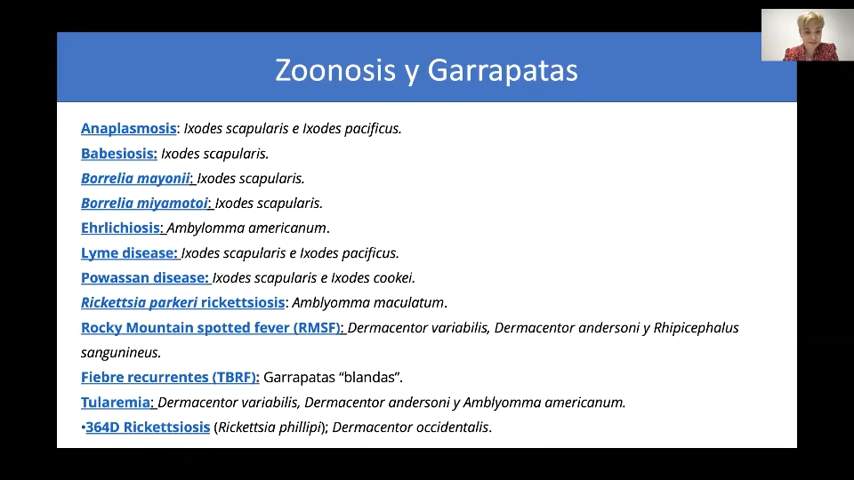 Zoonosis y Garrapatas
Anaplasmosis: Ixodes scapularis e Ixodes pacificus.
Babesiosis: Ixodes scapularis.
Borrelia mayonii: Ixodes scapularis.
Borrelia miyamotoi: Ixodes scapularis.
Ehrlichiosis: Ambylomma americanum.
Lyme disease: Ixodes scapularis e Ixodes pacificus.
Powassan disease: Ixodes scapularis e Ixodes cookei.
Rickettsia parkeri rickettsiosis: Amblyomma maculatum.
Rocky Mountain spotted fever (RMSF): Dermacentor variabilis, Dermacentor andersoni y Rhipicephalus
sangunineus.
Fiebre recurrentes (TBRF): Garrapatas “blandas”.
Tularemia: Dermacentor variabilis, Dermacentor andersoni y Amblyomma americanum.
•364D Rickettsiosis (Rickettsia phillipi); Dermacentor occidentalis.